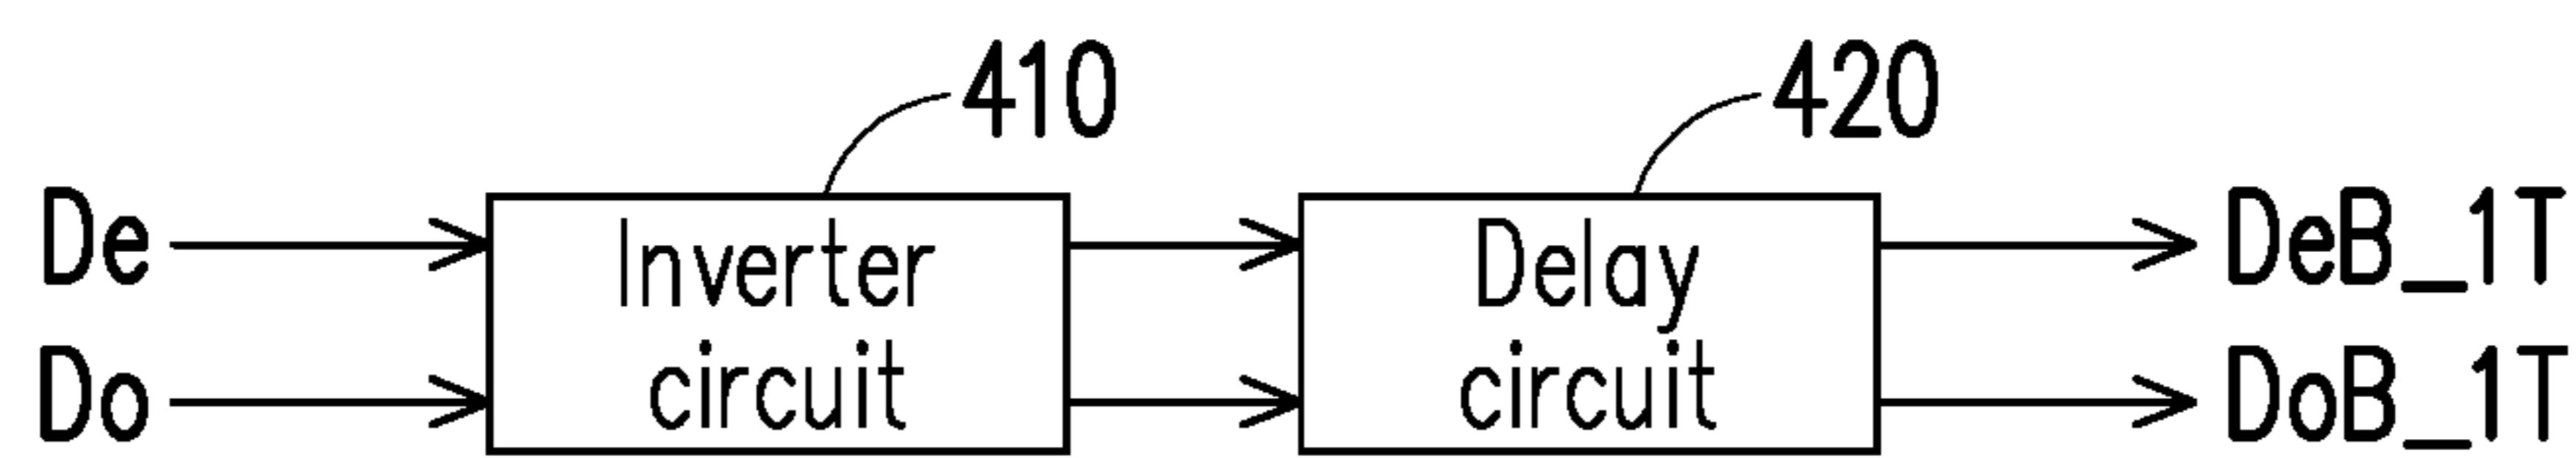 410
420
De
Inverter
circuit
Delay
circuit
DeB_1T
Do
DoB_1T